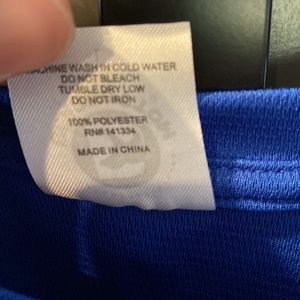 MACHINE WASH IN COLD WATER
DO NOT BLEACH
TUMBLE DRY LOW
DO NOT IRON
100% POLYESTER
RN# 141334
MADE IN CHINA